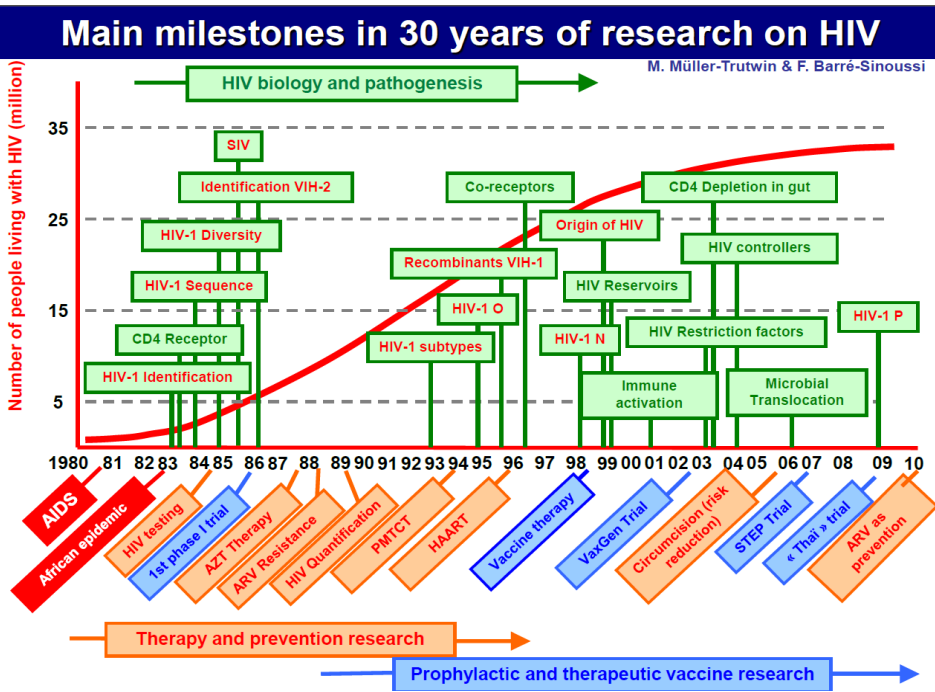 Main milestones in 30 years of research on HIV
M. Müller-Trutwin & F. Barré-Sinoussi
HIV biology and pathogenesis
Number of people living with HIV (million)
35
25
15
5
SIV
Identification VIH-2
HIV-1 Diversity
HIV-1 Sequence
CD4 Receptor
HIV-1 Identification
Co-receptors
Recombinants VIH-1
HIV-1 O
HIV-1 subtypes
CD4 Depletion in gut
Origin of HIV
HIV controllers
HIV Reservoirs
HIV-1 N
HIV Restriction factors
Immune
activation
Microbial
Translocation
HIV-1 P
1980 81 82 83 84 85 86 87 88 89 90 91 92 93 94 95 96 97 98 99 00 01 02 03 04 05 06 07 08 09 10
AIDS
African epidemic
HIV testing
1st phase I trial
AZT Therapy
ARV Resistance
HIV Quantification
PMTCT
HAART
Vaccine therapy
VaxGen Trial
Circumcision (risk
reduction)
STEP Trial
« Thaï » trial
ARV as
prevention
Therapy and prevention research
Prophylactic and therapeutic vaccine research